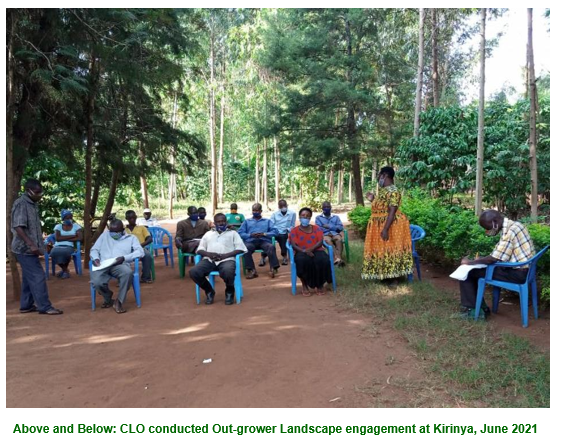 Above and Below: CLO conducted Out-grower Landscape engagement at Kirinya, June 2021